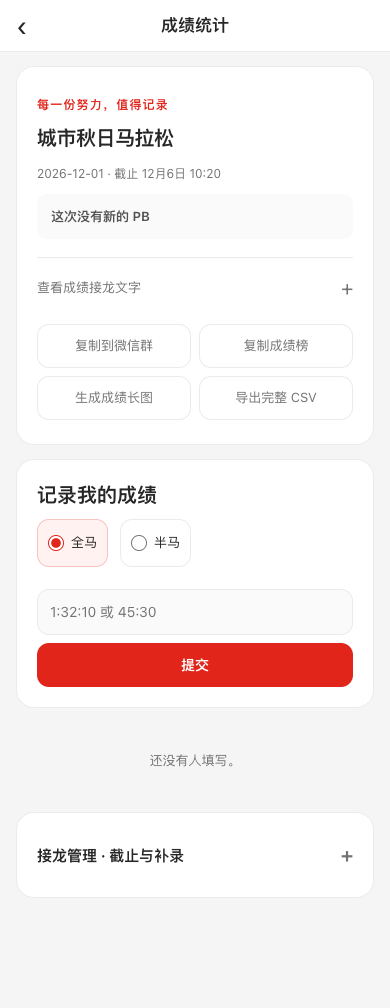 ‹ 成绩统计
每一份努力，值得记录
城市秋日马拉松
2026-12-01 · 截止 12月6日 10:20
这次没有新的 PB
查看成绩接龙文字 +
复制到微信群 复制成绩榜
生成成绩长图 导出完整 CSV
记录我的成绩
全马 半马
1:32:10 或 45:30
提交
还没有人填写。
接龙管理 · 截止与补录 +